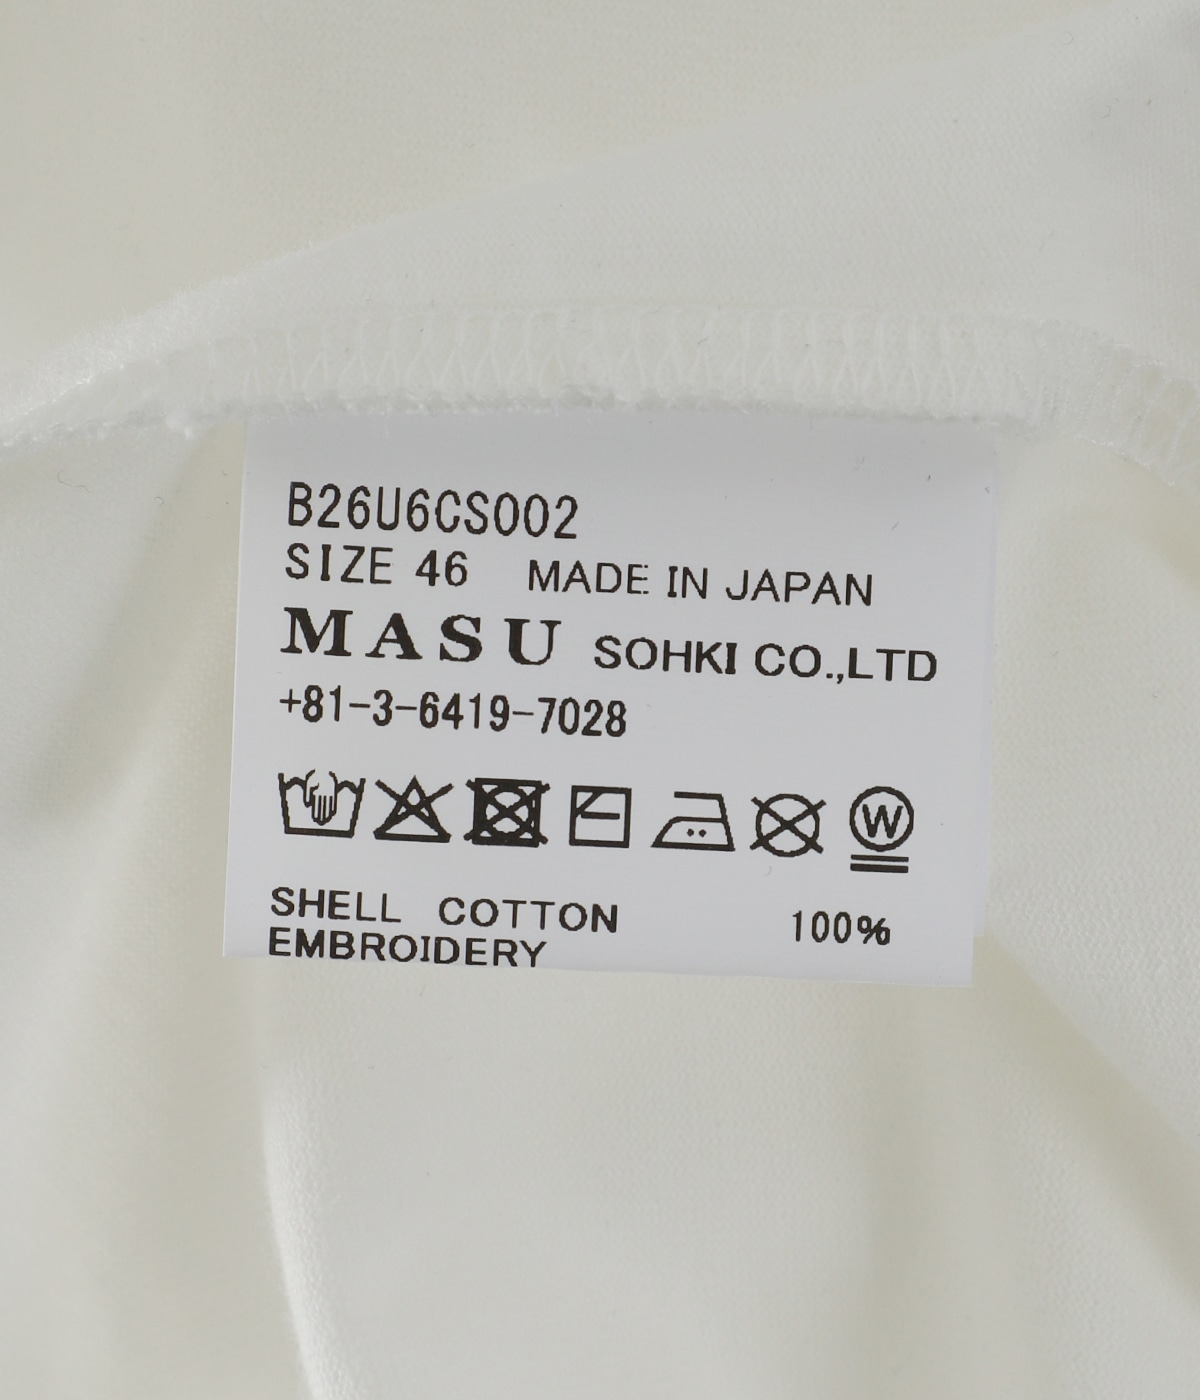 B26U6CS002
SIZE 46 MADE IN JAPAN
MASU SOHKI CO.,LTD
+81-3-6419-7028
W
SHELL COTTON 100%
EMBROIDERY